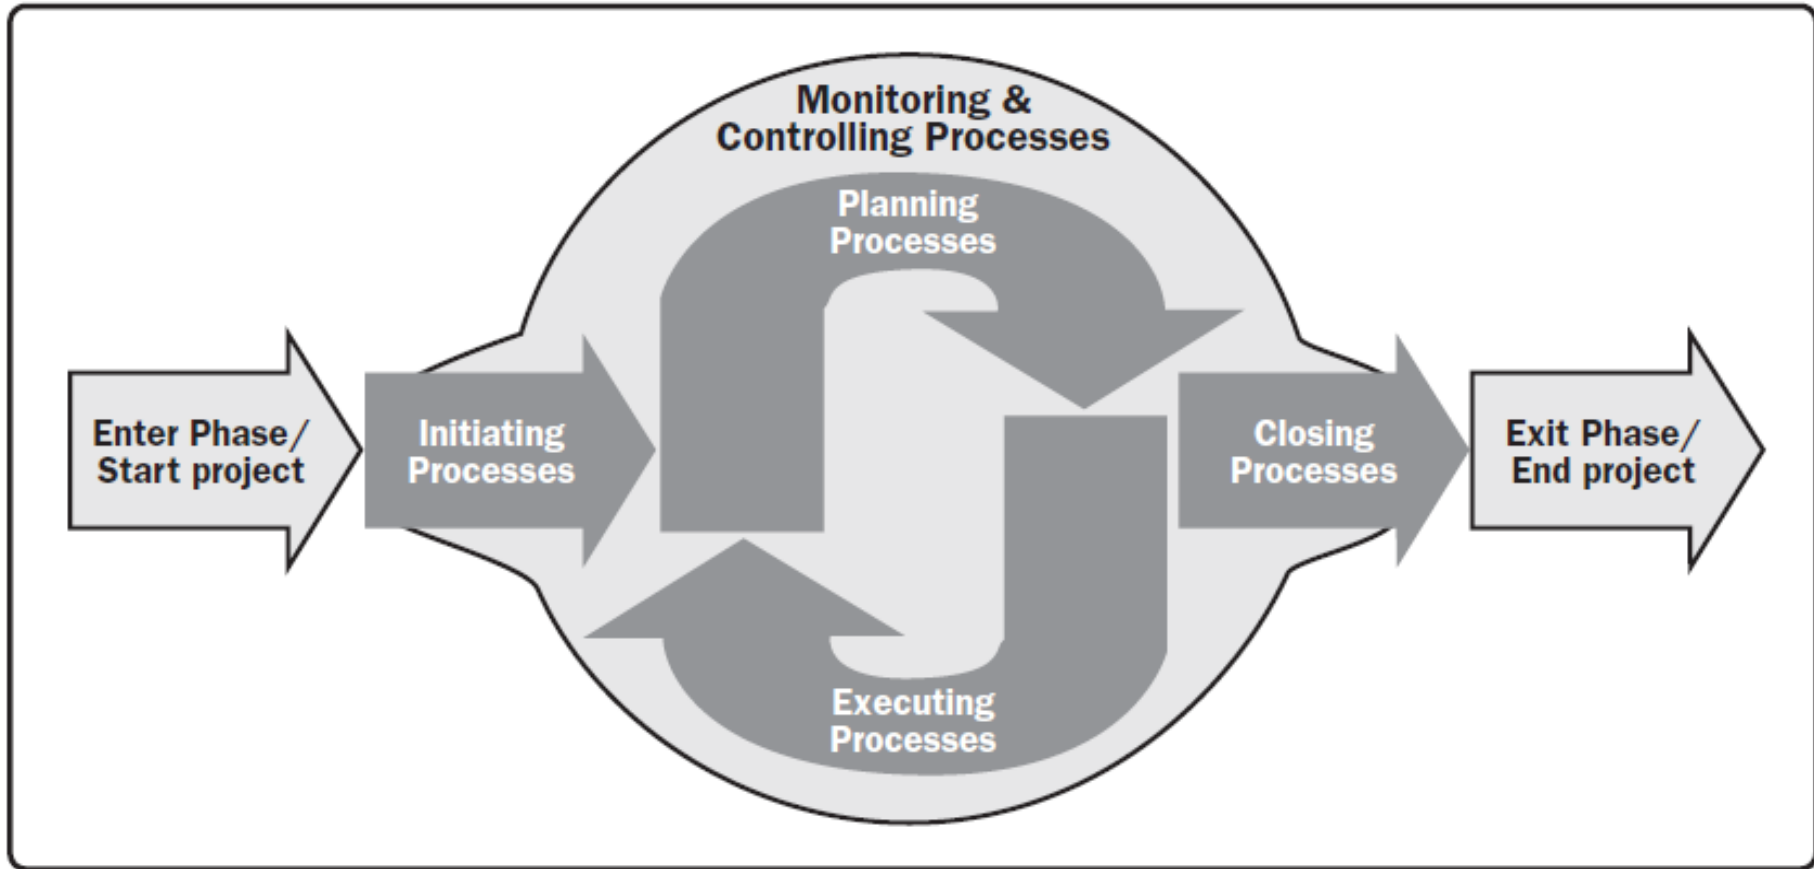 Monitoring &
Controlling Processes
Planning
Processes
Enter Phase/
Start project
Initiating
Processes
Closing
Processes
Exit Phase/
End project
Executing
Processes